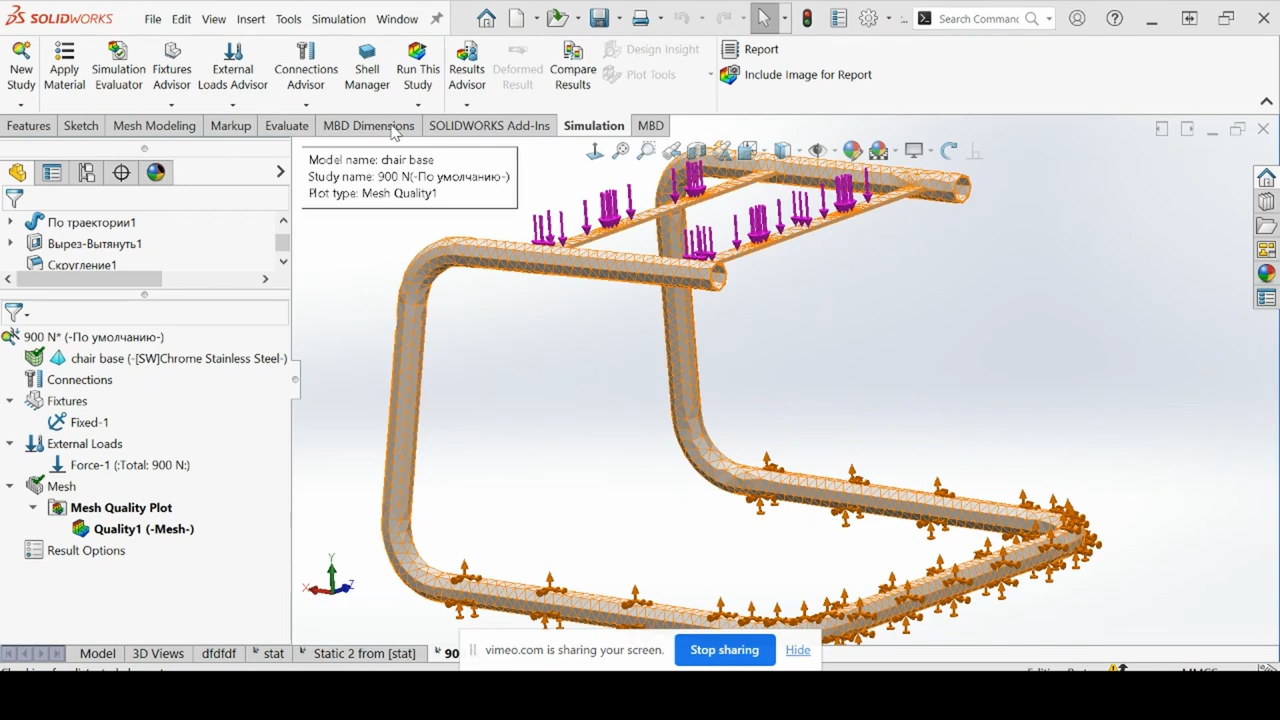 SOLIDWORKS File Edit View Insert Tools Simulation Window
Search Commanc
New Study Apply Material Simulation Evaluator Fixtures Advisor External Loads Advisor Connections Advisor Shell Manager Run This Study Results Advisor Deformed Result Compare Results
Design Insight
Plot Tools
Report
Include Image for Report
Features Sketch Mesh Modeling Markup Evaluate MBD Dimensions SOLIDWORKS Add-Ins Simulation MBD
Model name: chair base
Study name: 900 N(-По умолчанию-)
Plot type: Mesh Quality1
По траектории1
Вырез-Вытянуть1
Скругление1
900 N* (-По умолчанию-)
chair base (-[SW]Chrome Stainless Steel-)
Connections
Fixtures
Fixed-1
External Loads
Force-1 (:Total: 900 N:)
Mesh
Mesh Quality Plot
Quality1 (-Mesh-)
Result Options
Y
X Z
Model 3D Views dfdfdf stat Static 2 from [stat] 90
vimeo.com is sharing your screen. Stop sharing Hide